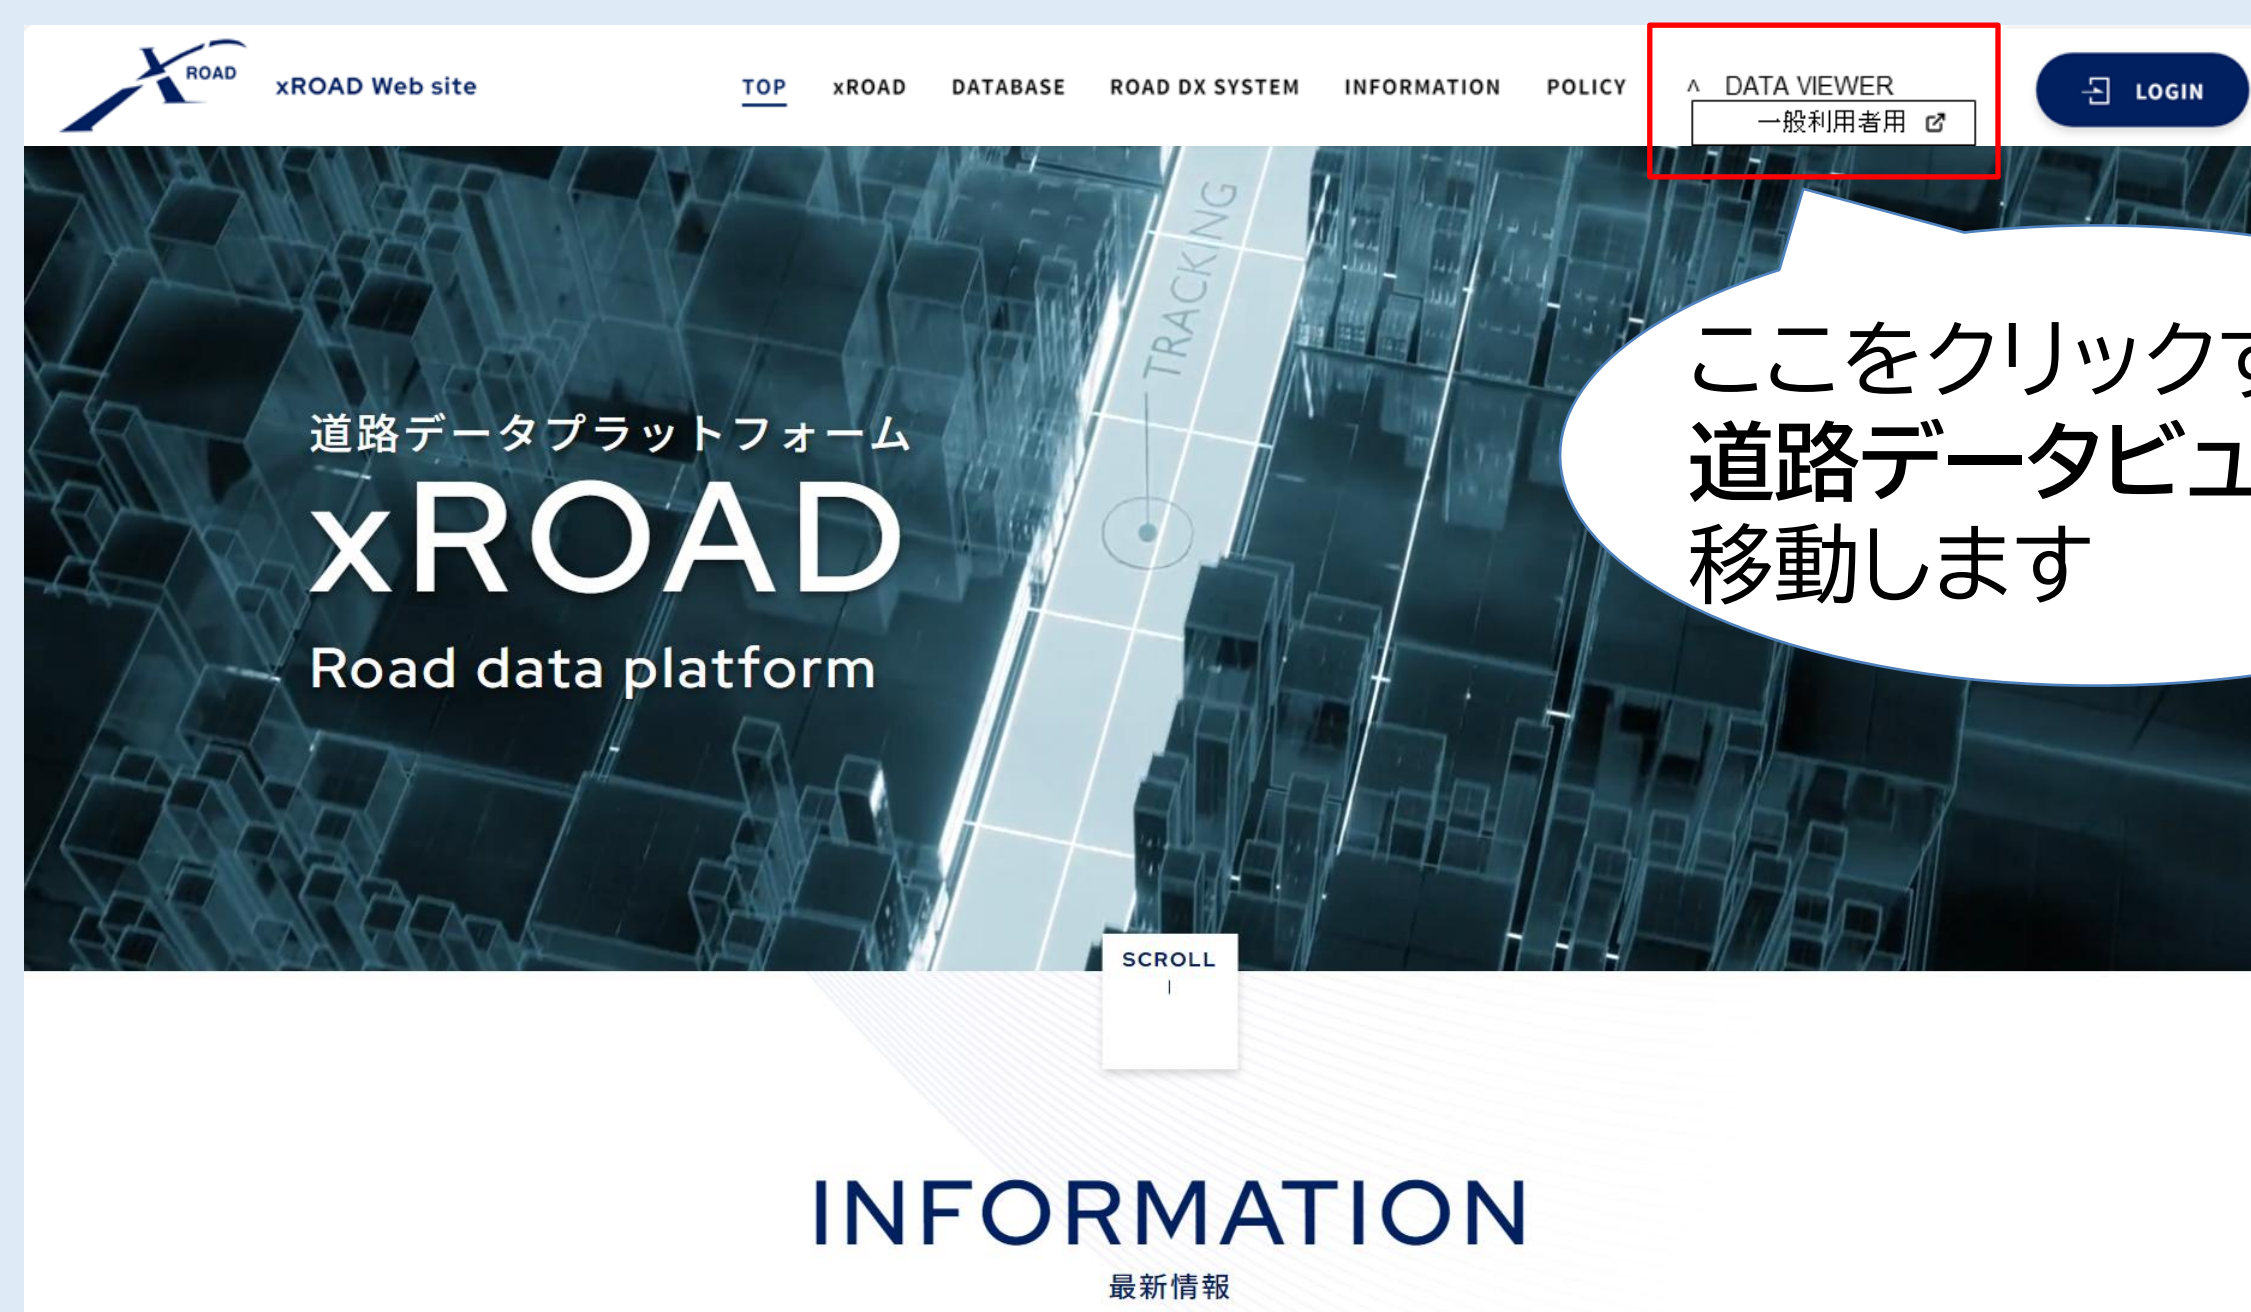 ROAD
xROAD Web site
TOP xROAD DATABASE ROAD DX SYSTEM INFORMATION POLICY ^ DATA VIEWER
一般利用者用
LOGIN
TRACKING
ここをクリックす
道路データビュ
移動します
道路データプラットフォーム
xROAD
Road data platform
SCROLL
INFORMATION
最新情報